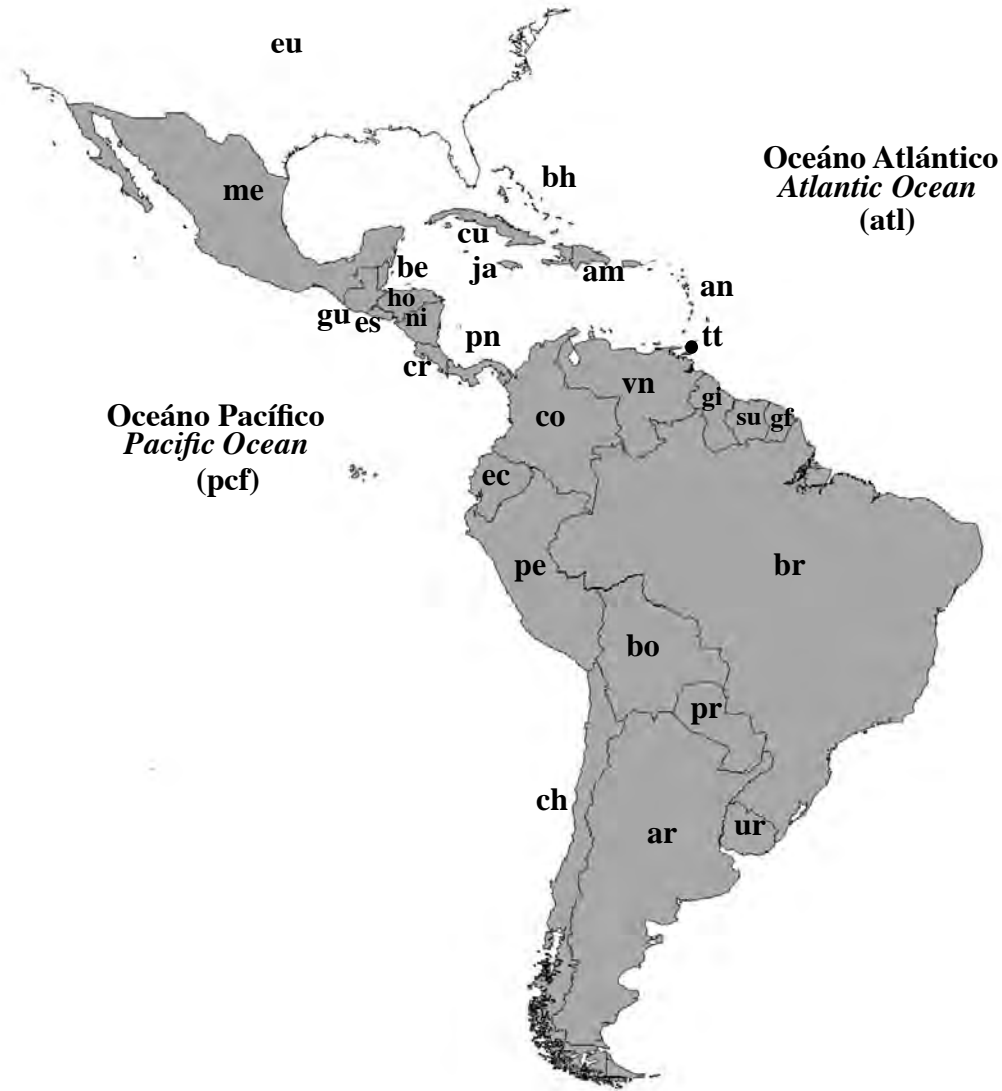 eu
Oceáno Atlántico
Atlantic Ocean
(atl)
bh
me
cu
be
ja
am
an
ho
gu
es
ni
pn
tt
cr
vn
gi
Oceáno Pacífico
Pacific Ocean
(pcf)
co
su
gf
ec
pe
br
bo
pr
ch
ar
ur